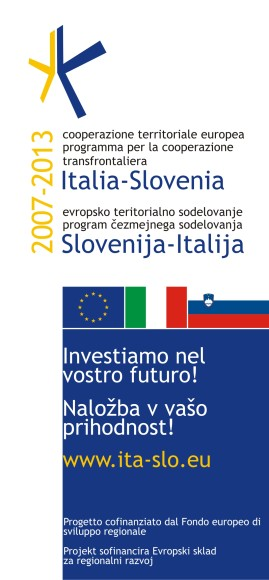 2007-2013
cooperazione territoriale europea
programma per la cooperazione
transfrontaliera
Italia-Slovenia
evropsko teritorialno sodelovanje
program čezmejnega sodelovanja
Slovenija-Italija
Investiamo nel
vostro futuro!
Naložba v vašo
prihodnost!
www.ita-slo.eu
Progetto cofinanziato dal Fondo europeo di
sviluppo regionale
Projekt sofinancira Evropski sklad
za regionalni razvoj